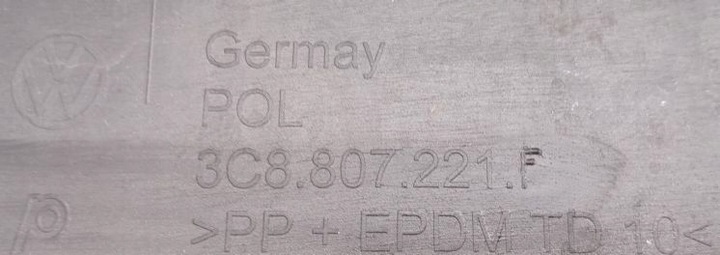 Germay
POL
3C8.807.221.F
>PP + EPDM TD 10<